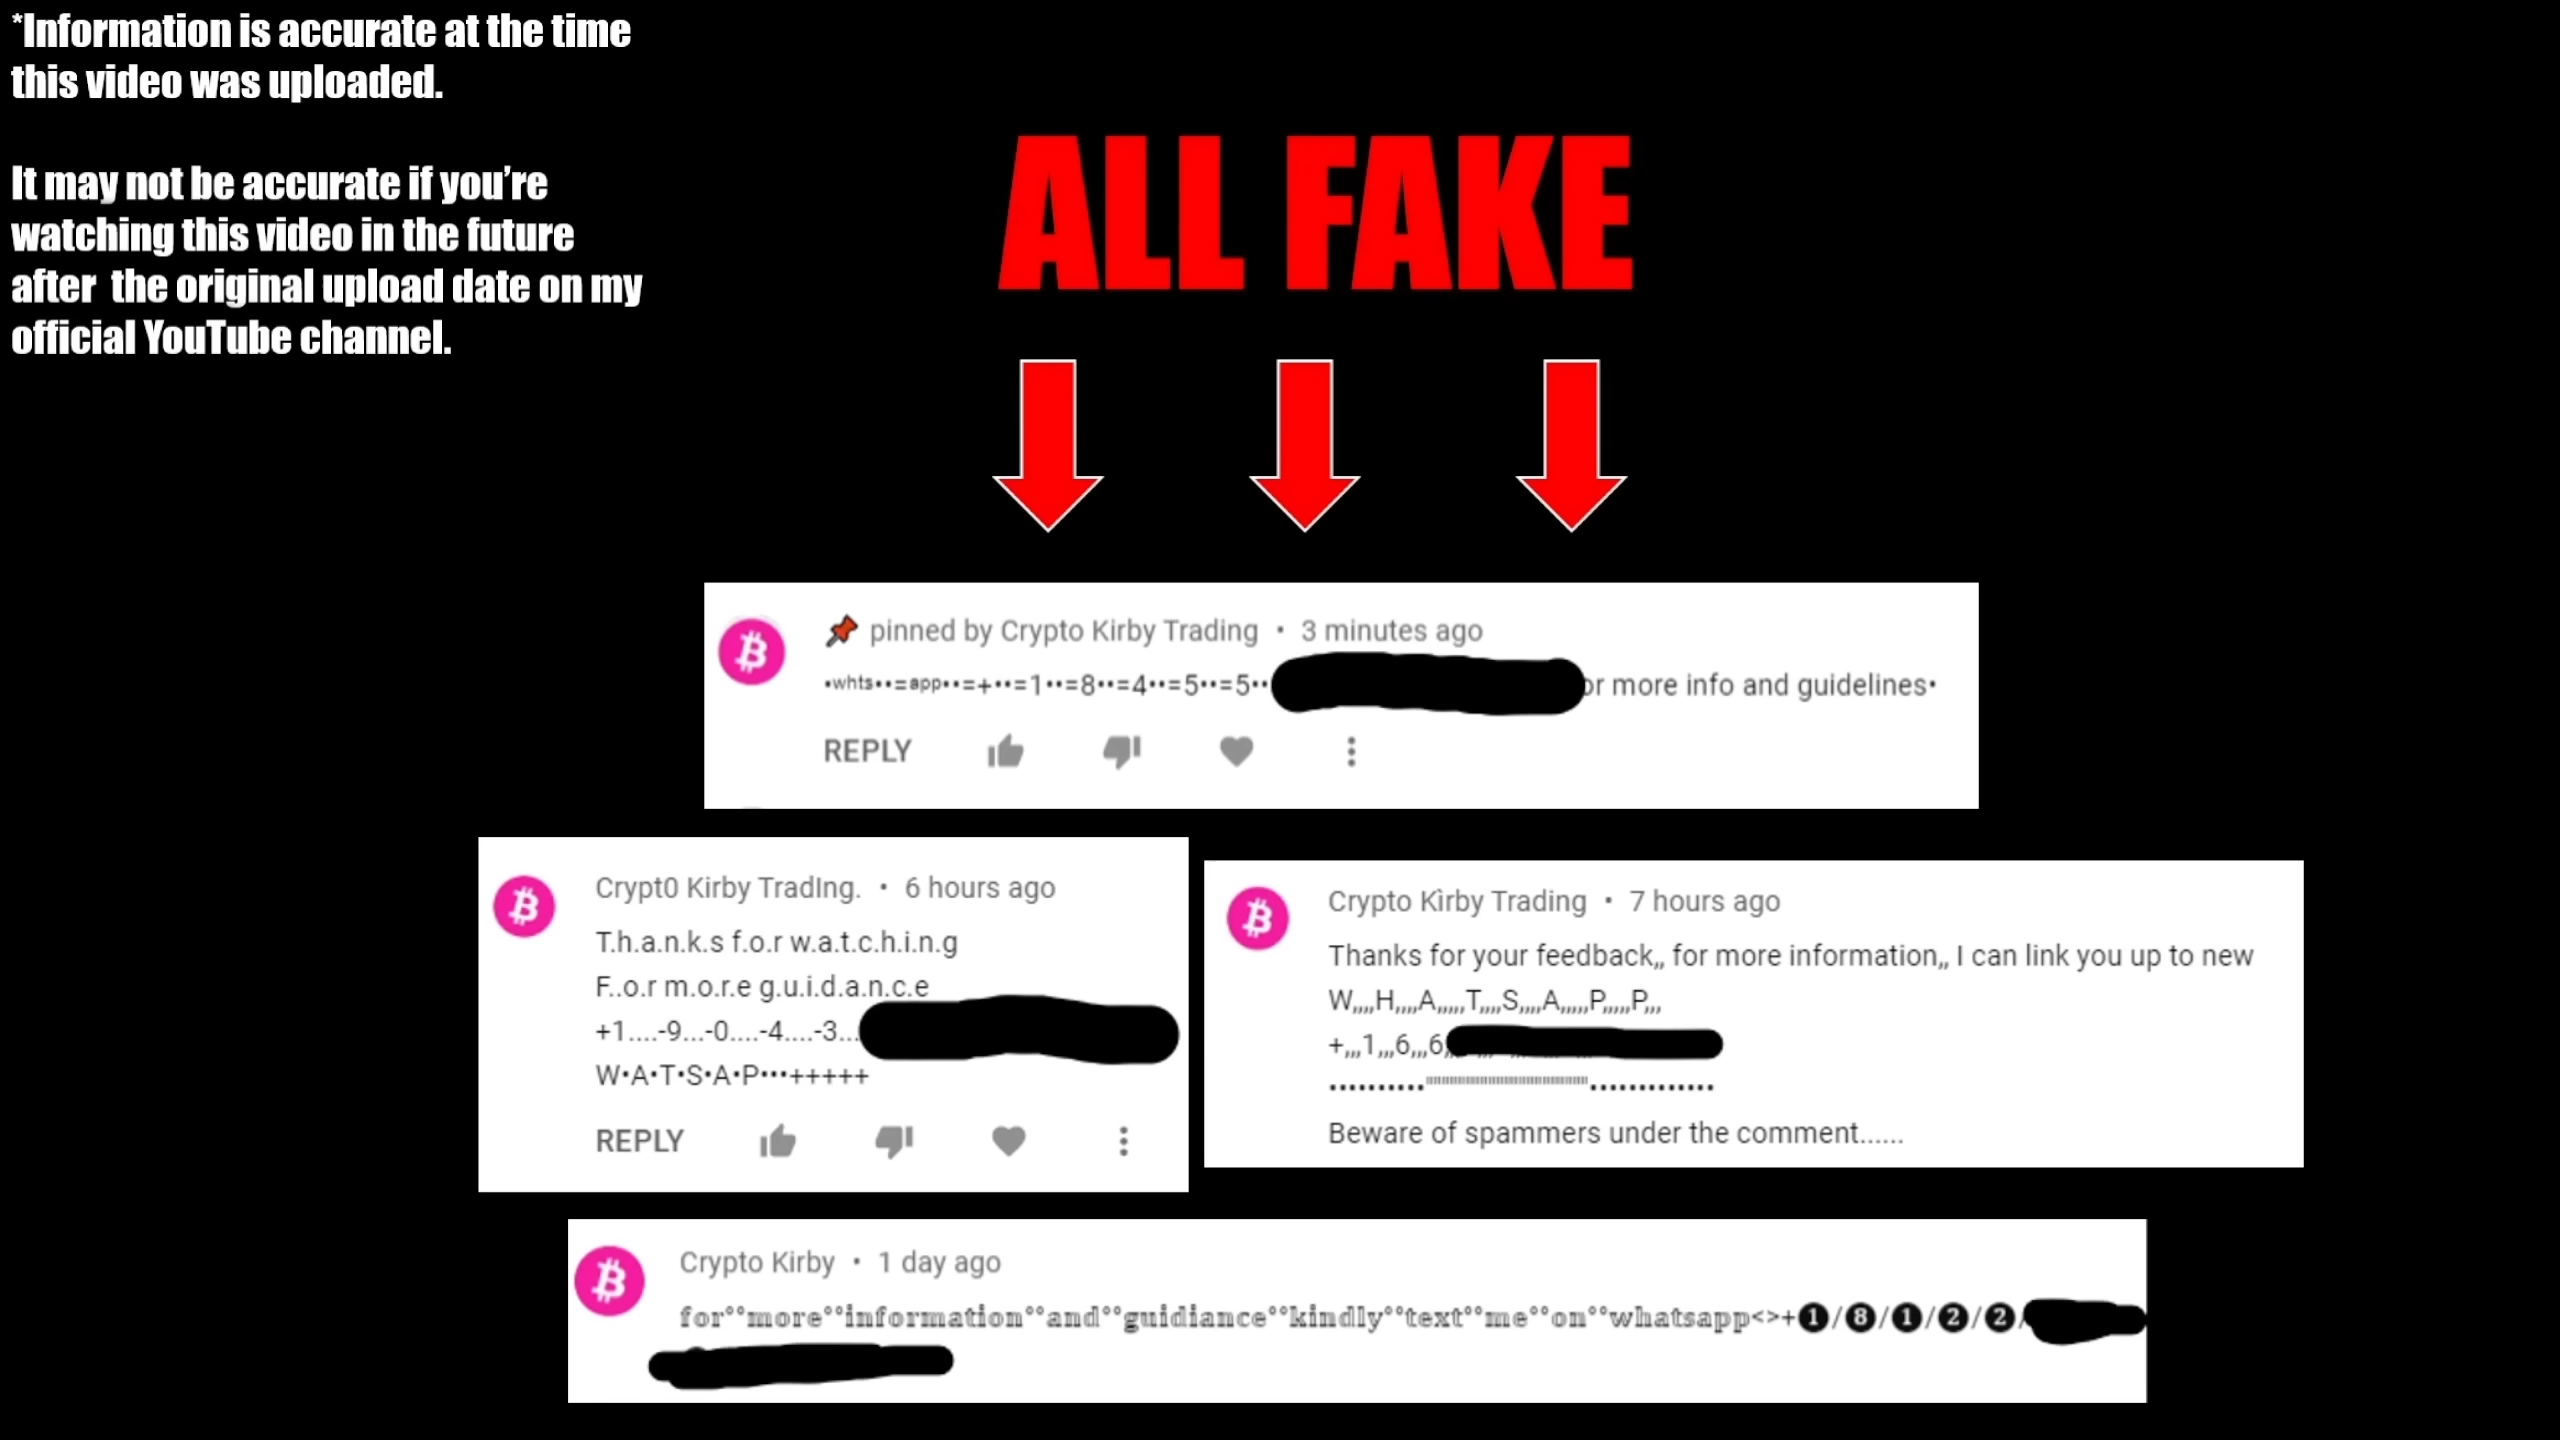 *Information is accurate at the time
this video was uploaded.
It may not be accurate if you're
watching this video in the future
after  the original upload date on my
official YouTube channel.
ALL FAKE
📌 pinned by Crypto Kirby Trading • 3 minutes ago
•whts••=app••=+••=1••=8••=4••=5••=5•• or more info and guidelines•
REPLY
Crypt0 Kirby TradIng. • 6 hours ago
T.h.a.n.k.s f.o.r w.a.t.c.h.i.n.g
F..o.r m.o.r.e g.u.i.d.a.n.c.e
+1....-9...-0....-4....-3...
W•A•T•S•A•P•••+++++
REPLY
Crypto Kìrby Trading • 7 hours ago
Thanks for your feedback,, for more information,, I can link you up to new
W,,,,H,,,,A,,,,,T,,,,S,,,,A,,,,,P,,,,,P,,,
+,,,1,,,6,,,6
Beware of spammers under the comment......
Crypto Kirby • 1 day ago
𝕗𝕠𝕣°°𝕞𝕠𝕣𝕖°°𝕚𝕟𝕗𝕠𝕣𝕞𝕒𝕥𝕚𝕠𝕟°°𝕒𝕟𝕕°°𝕘𝕦𝕚𝕕𝕚𝕒𝕟𝕔𝕖°°𝕜𝕚𝕟𝕕𝕝𝕪°°𝕥𝕖𝕩𝕥°°𝕞𝕖°°𝕠𝕟°°𝕨𝕙𝕒𝕥𝕤𝕒𝕡𝕡<>+❶/❽/❶/❷/❷/